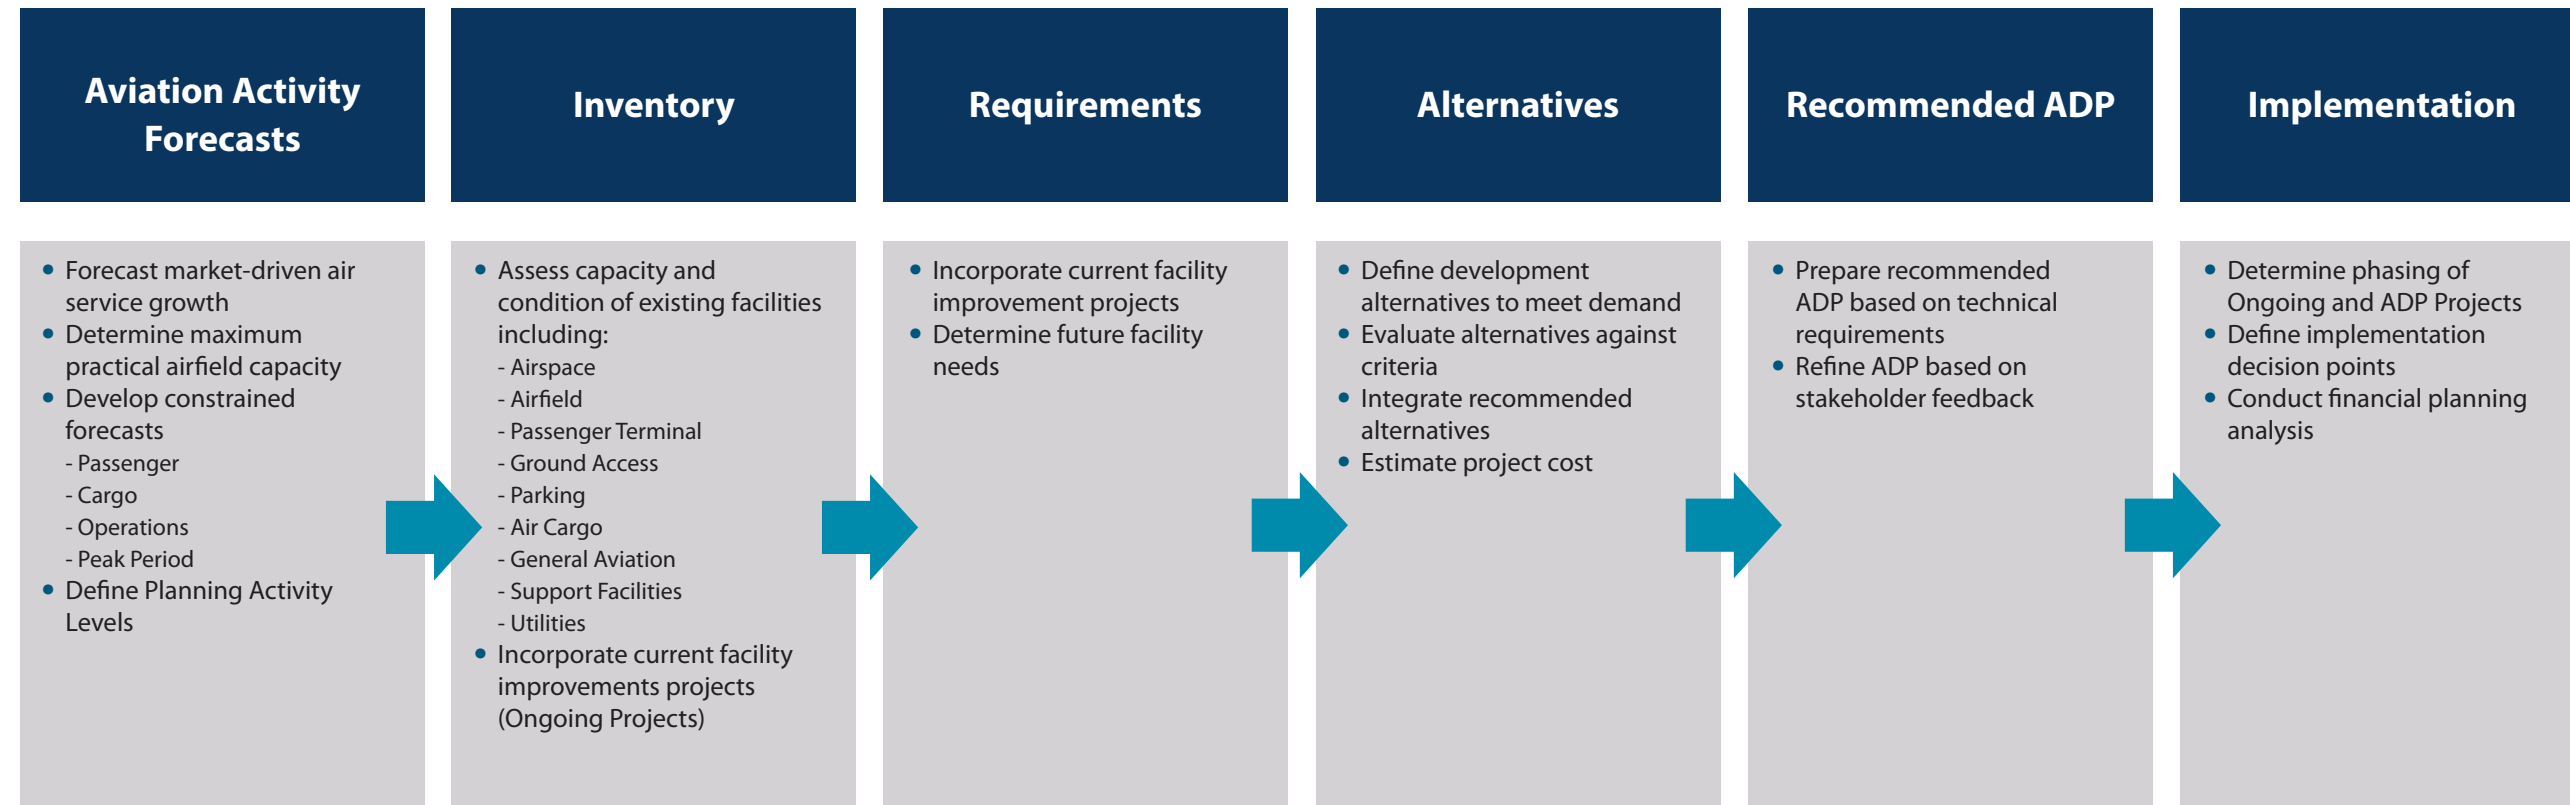 Aviation Activity
Forecasts
• Forecast market-driven air
service growth
• Determine maximum
practical airfield capacity
• Develop constrained
forecasts
- Passenger
- Cargo
- Operations
- Peak Period
• Define Planning Activity
Levels
Inventory
• Assess capacity and
condition of existing facilities
including:
- Airspace
- Airfield
- Passenger Terminal
- Ground Access
- Parking
- Air Cargo
- General Aviation
- Support Facilities
- Utilities
• Incorporate current facility
improvements projects
(Ongoing Projects)
Requirements
• Incorporate current facility
improvement projects
• Determine future facility
needs
Alternatives
• Define development
alternatives to meet demand
• Evaluate alternatives against
criteria
• Integrate recommended
alternatives
• Estimate project cost
Recommended ADP
• Prepare recommended
ADP based on technical
requirements
• Refine ADP based on
stakeholder feedback
Implementation
• Determine phasing of
Ongoing and ADP Projects
• Define implementation
decision points
• Conduct financial planning
analysis